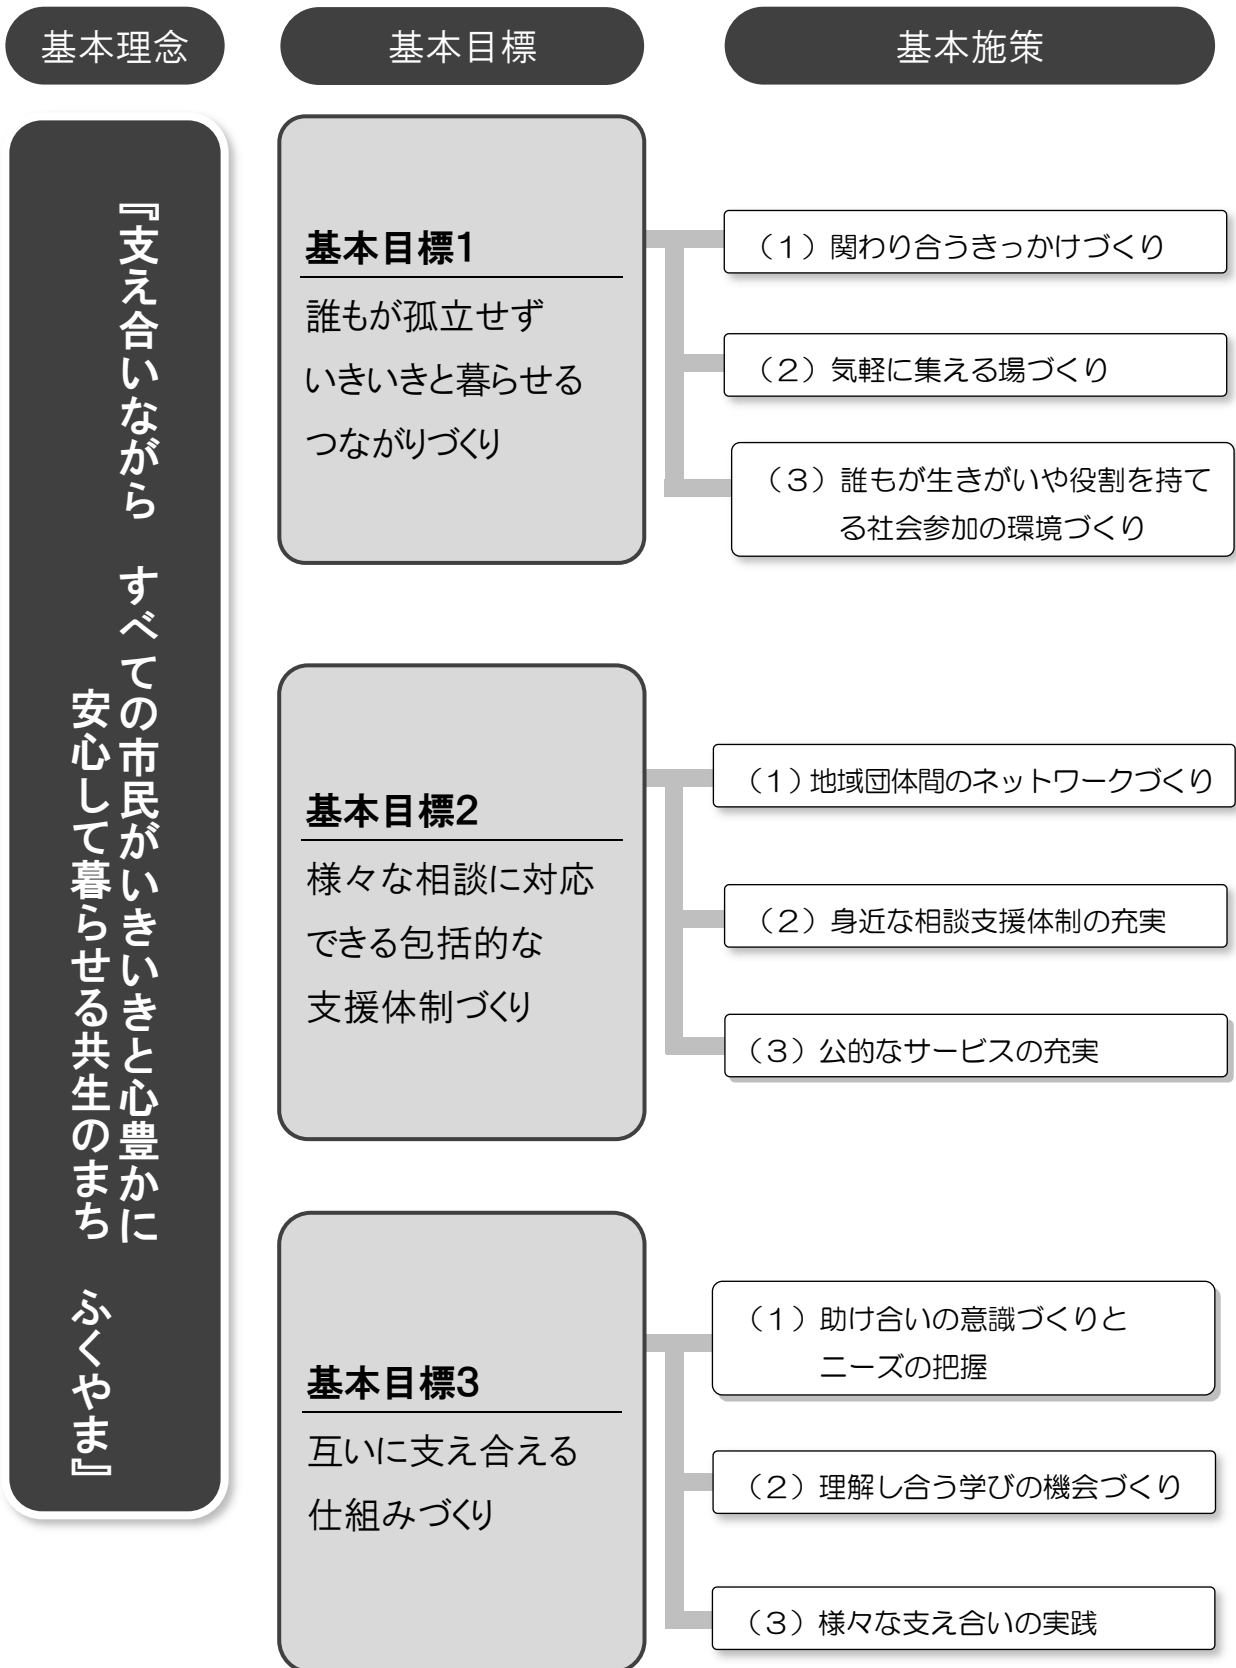 基本理念
基本目標
基本施策
『支え合いながら　すべての市民がいきいきと心豊かに
安心して暮らせる共生のまち　ふくやま』
基本目標1
誰もが孤立せず
いきいきと暮らせる
つながりづくり
（1）関わり合うきっかけづくり
（2）気軽に集える場づくり
（3）誰もが生きがいや役割を持て
る社会参加の環境づくり
基本目標2
様々な相談に対応
できる包括的な
支援体制づくり
（1）地域団体間のネットワークづくり
（2）身近な相談支援体制の充実
（3）公的なサービスの充実
基本目標3
互いに支え合える
仕組みづくり
（1）助け合いの意識づくりと
ニーズの把握
（2）理解し合う学びの機会づくり
（3）様々な支え合いの実践